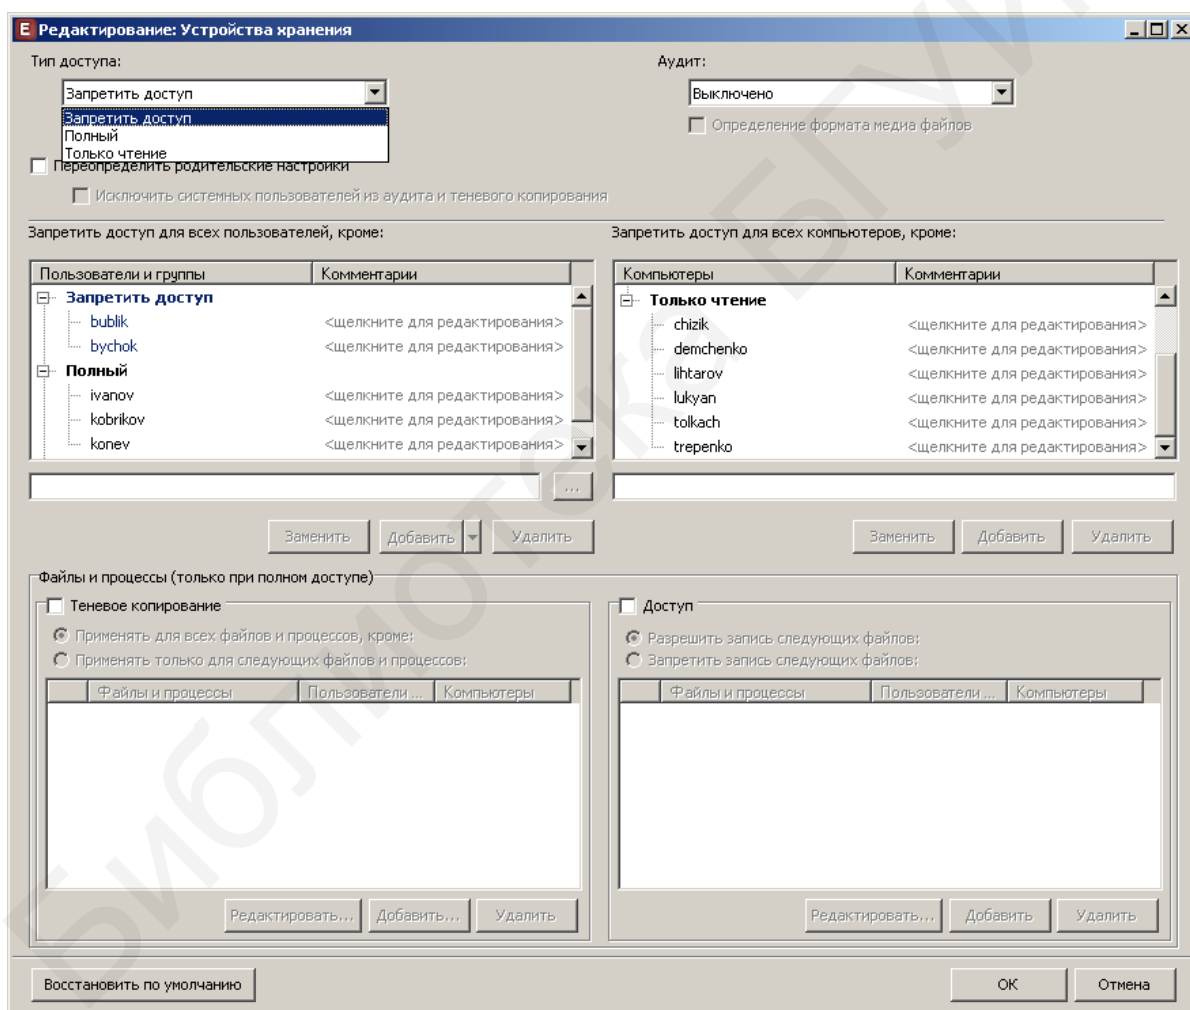 E Редактирование: Устройства хранения
Тип доступа:
Аудит:
Запретить доступ
Выключено
Запретить доступ
Полный
Только чтение
Определение формата медиа файлов
Переопределить родительские настройки
Исключить системных пользователей из аудита и теневого копирования
Запретить доступ для всех пользователей, кроме:
Запретить доступ для всех компьютеров, кроме:
Пользователи и группы Комментарии
Запретить доступ
bublik <щелкните для редактирования>
bychok <щелкните для редактирования>
Полный
ivanov <щелкните для редактирования>
kobrikov <щелкните для редактирования>
konev <щелкните для редактирования>
Компьютеры Комментарии
Только чтение
chizik <щелкните для редактирования>
demchenko <щелкните для редактирования>
lihtarov <щелкните для редактирования>
lukyan <щелкните для редактирования>
tolkach <щелкните для редактирования>
trepenko <щелкните для редактирования>
...
Заменить Добавить Удалить
Заменить Добавить Удалить
Файлы и процессы (только при полном доступе)
Теневое копирование
Применять для всех файлов и процессов, кроме:
Применять только для следующих файлов и процессов:
Файлы и процессы Пользователи ... Компьютеры
Редактировать... Добавить... Удалить
Доступ
Разрешить запись следующих файлов:
Запретить запись следующих файлов:
Файлы и процессы Пользователи ... Компьютеры
Редактировать... Добавить Удалить
Восстановить по умолчанию
ОК Отмена
Библиотека БГУИ